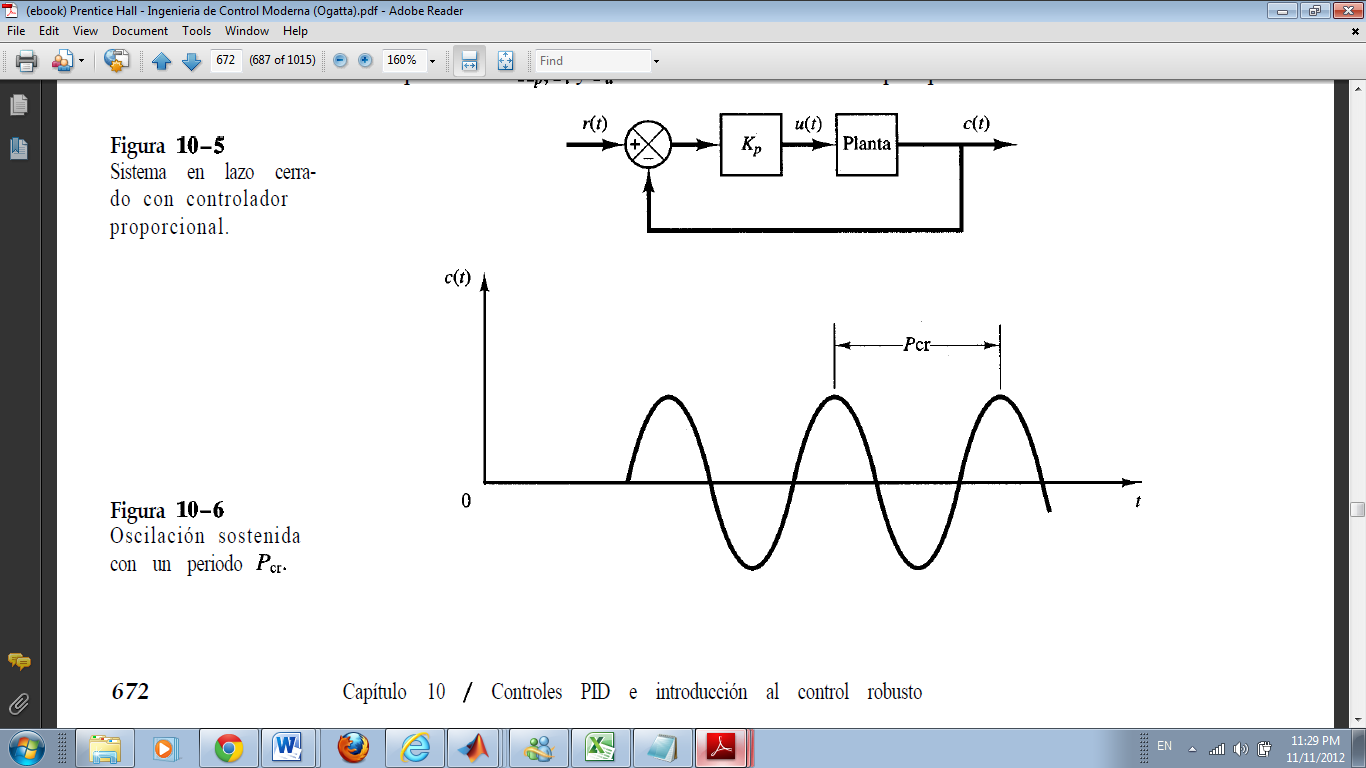 (ebook) Prentice Hall - Ingenieria de Control Moderna (Ogatta).pdf - Adobe Reader
File Edit View Document Tools Window Help
672 (687 of 1015) 160% Find
Figura 10-5
Sistema en lazo cerra-
do con controlador
proporcional.
r(t) + − Kp u(t) Planta c(t)
c(t)
Pcr
0
t
Figura 10-6
Oscilación sostenida
con un periodo Pcr.
672 Capítulo 10 / Controles PID e introducción al control robusto
EN 11:29 PM
11/11/2012